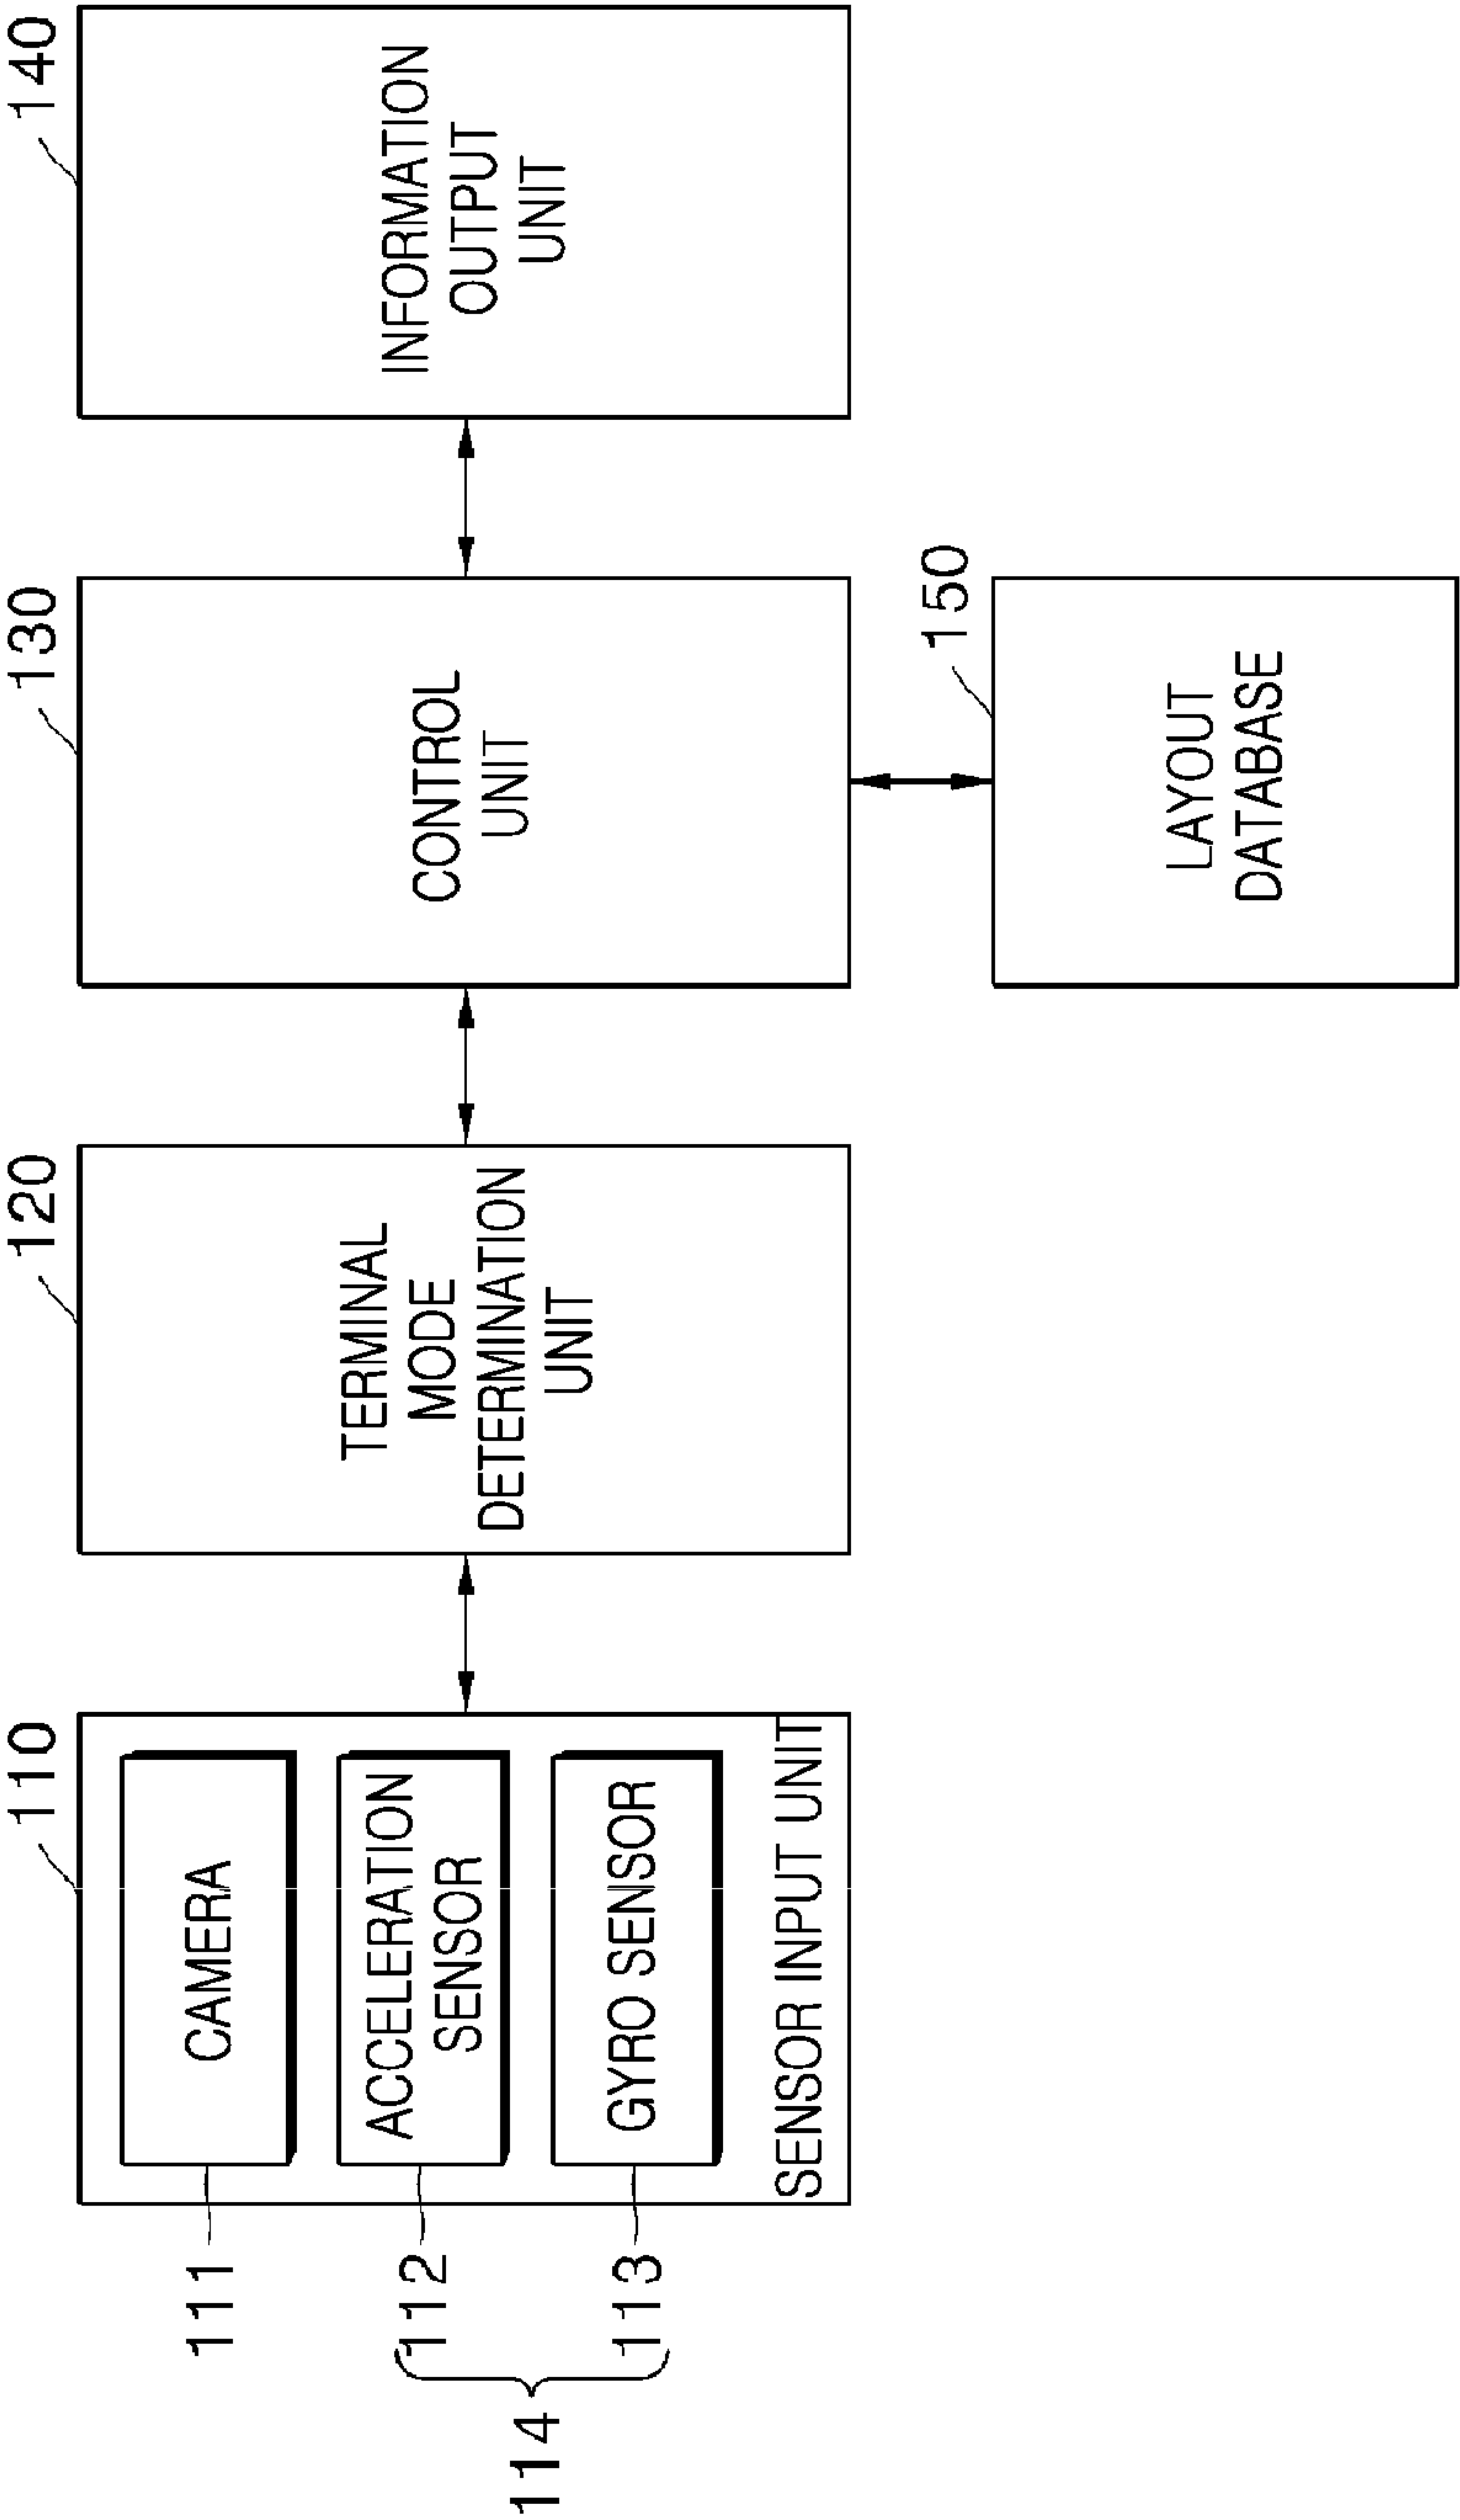 110
120
130
140
111
CAMERA
112
ACCELERATION
SENSOR
113
GYRO SENSOR
114
SENSOR INPUT UNIT
TERMINAL
MODE
DETERMINATION
UNIT
CONTROL
UNIT
INFORMATION
OUTPUT
UNIT
150
LAYOUT
DATABASE